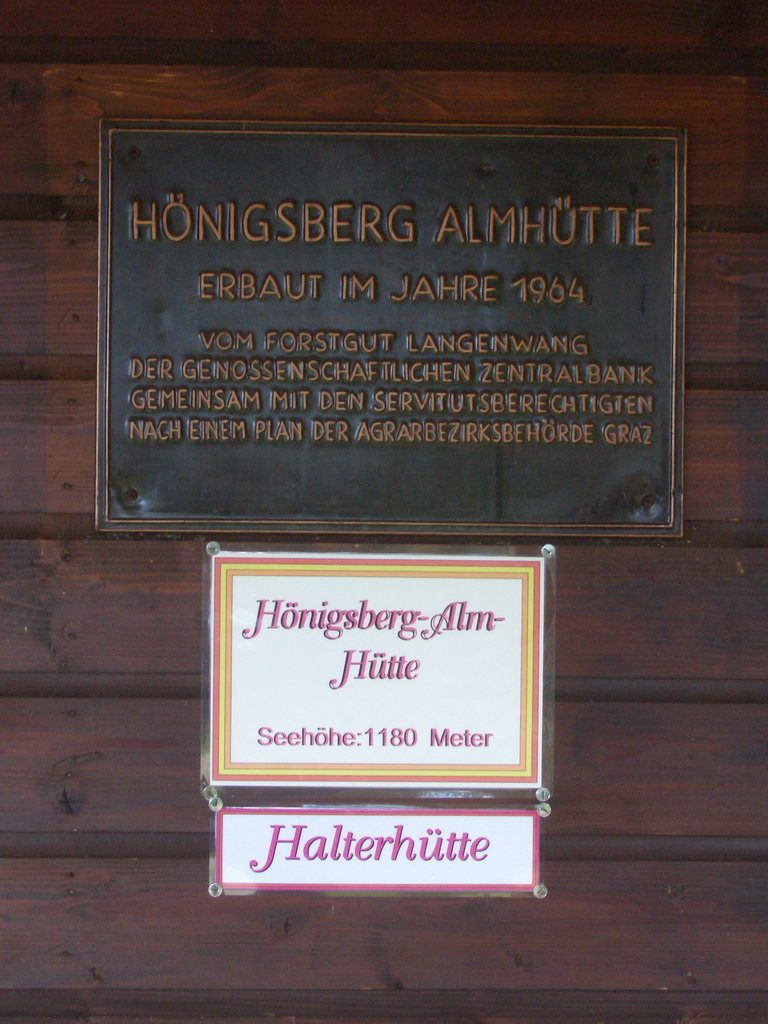 HÖNIGSBERG ALMHÜTTE
ERBAUT IM JAHRE 1964
VOM FORSTGUT LANGENWANG
DER GENOSSENSCHAFTLICHEN ZENTRALBANK
GEMEINSAM MIT DEN SERVITUTSBERECHTIGTEN
NACH EINEM PLAN DER AGRARBEZIRKSBEHÖRDE GRAZ
Hönigsberg-Alm-
Hütte
Seehöhe:1180 Meter
Halterhütte